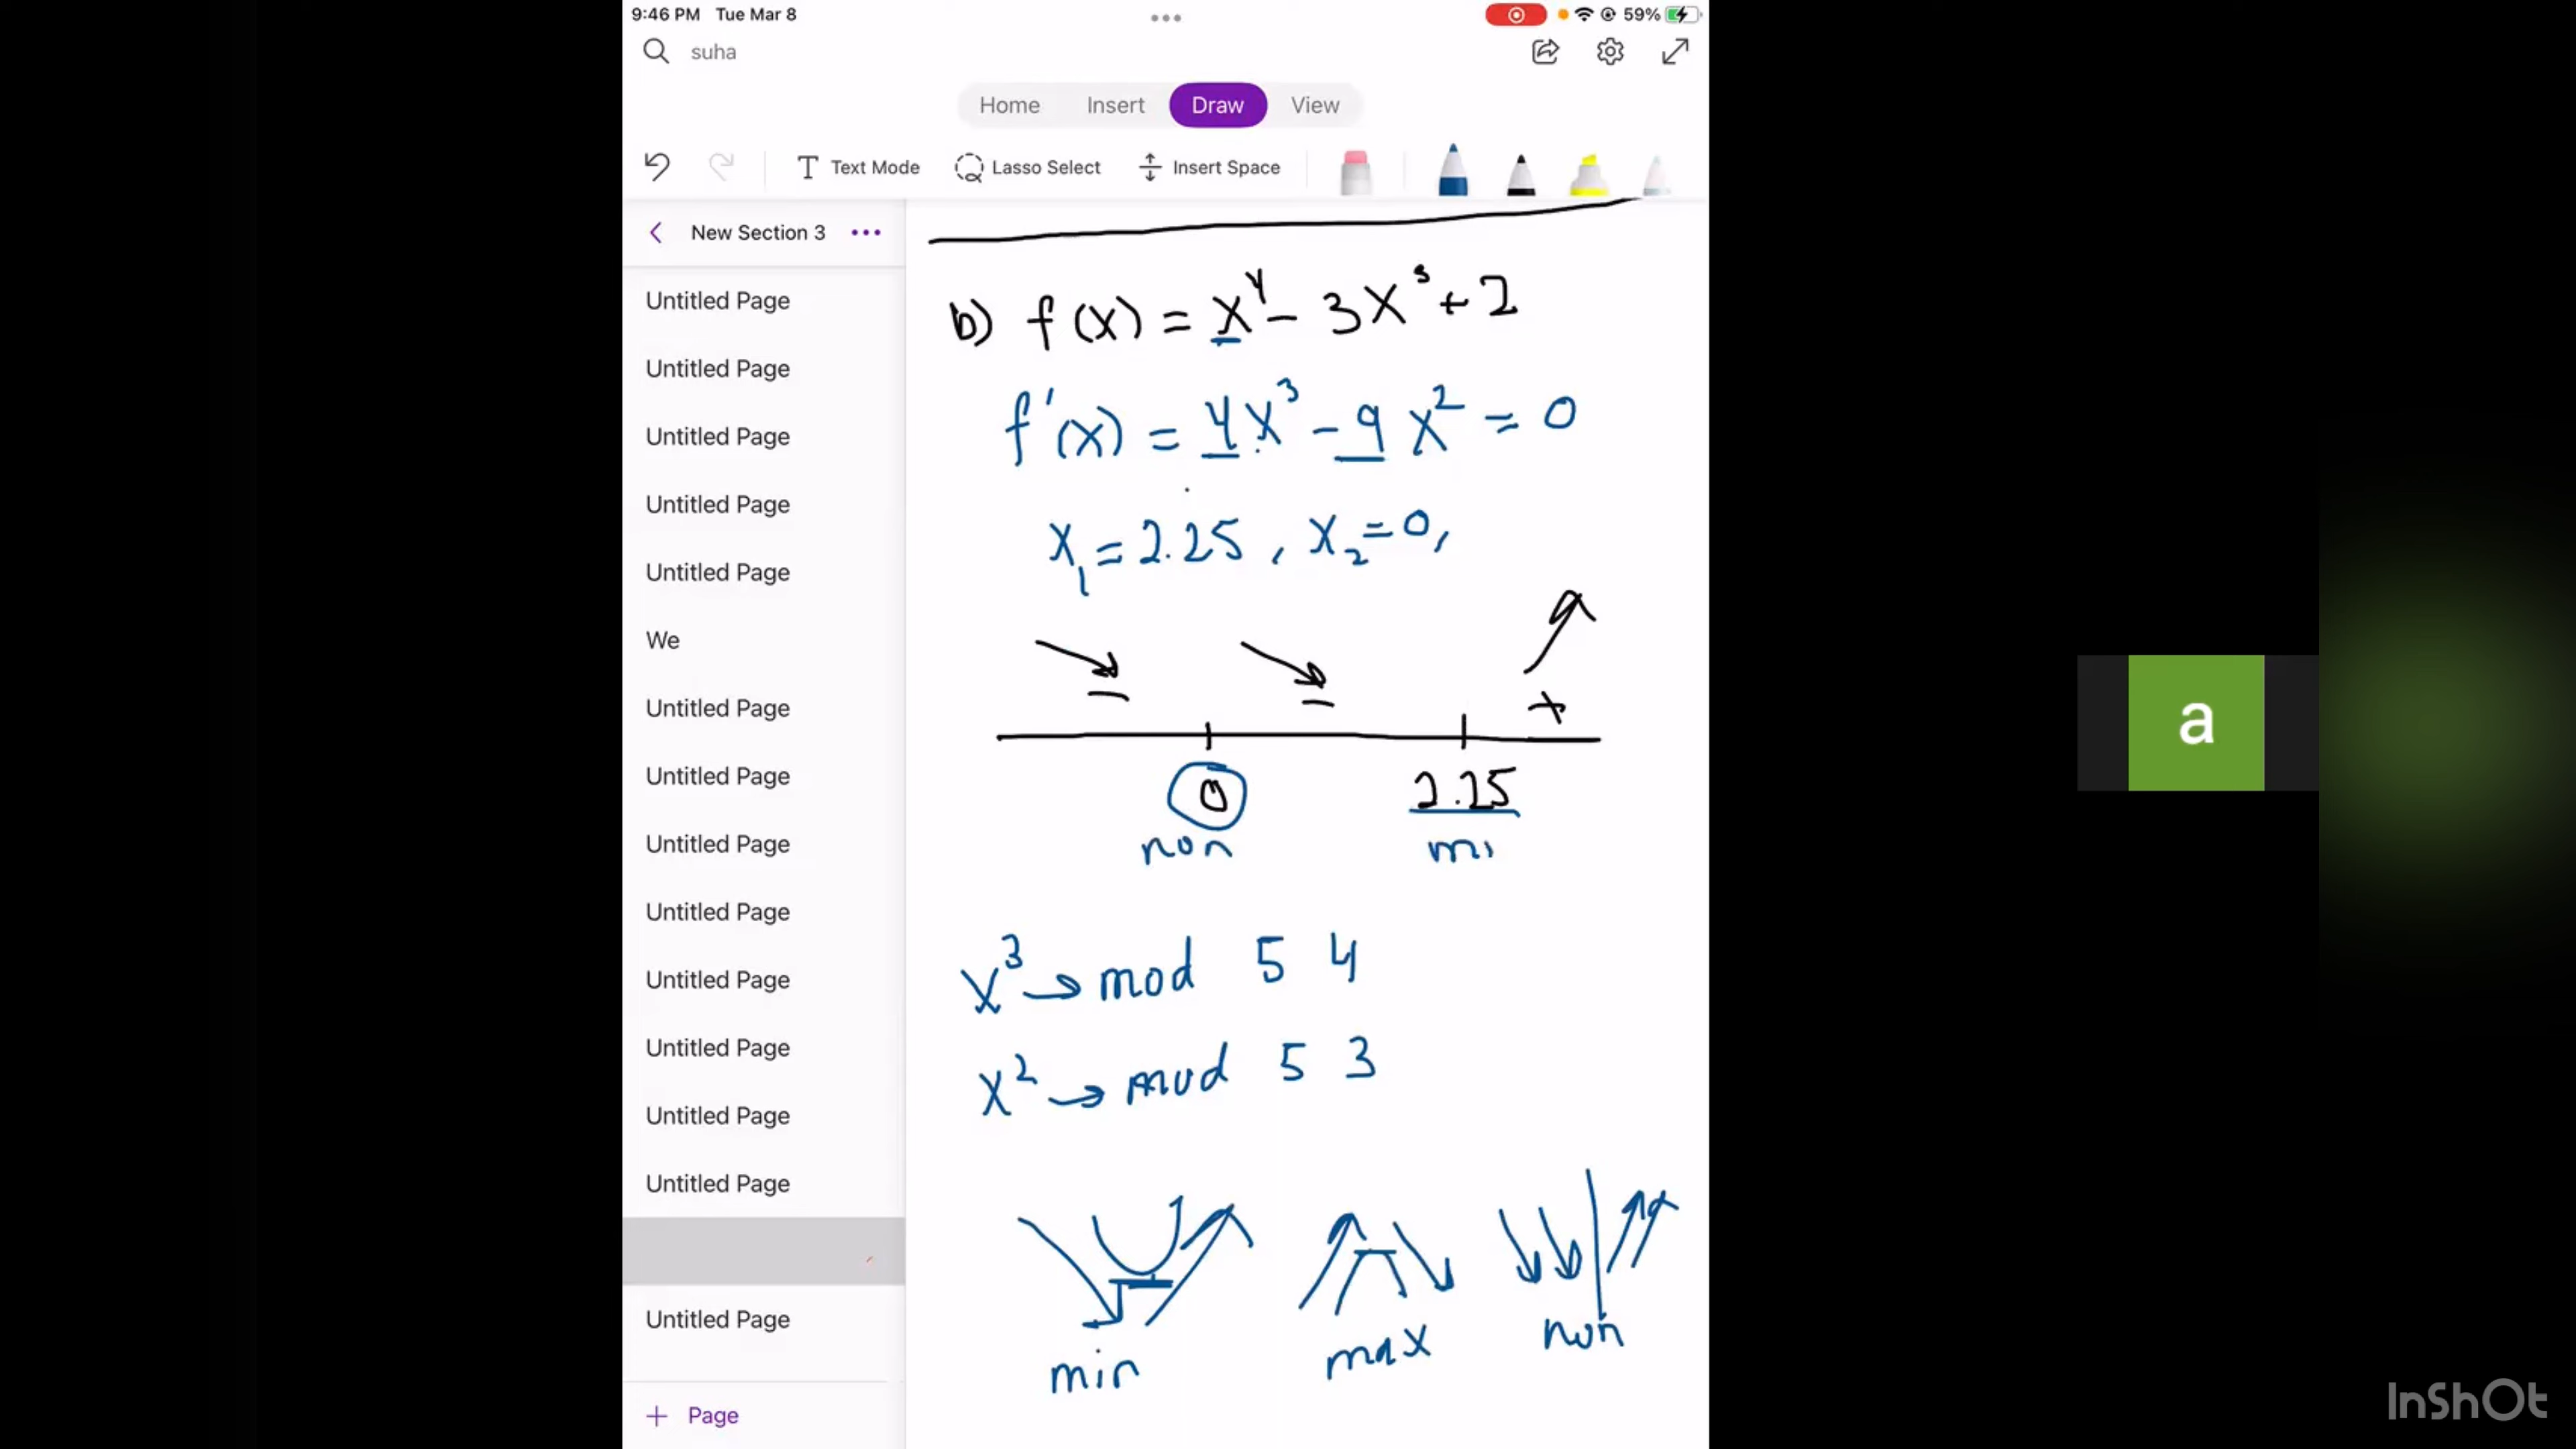 9:46 PM Tue Mar 8
59%
suha
Home Insert Draw View
Text Mode Lasso Select Insert Space
New Section 3
Untitled Page
Untitled Page
Untitled Page
Untitled Page
Untitled Page
We
Untitled Page
Untitled Page
Untitled Page
Untitled Page
Untitled Page
Untitled Page
Untitled Page
Untitled Page
Untitled Page
+ Page
b) f(x) = x⁴ - 3x³ + 2
f'(x) = 4x³ - 9x² = 0
x₁ = 2.25, x₂ = 0,
- - +
0 2.25
non mi
x³ → mod 5 4
x² → mod 5 3
min max non
a
InShOt